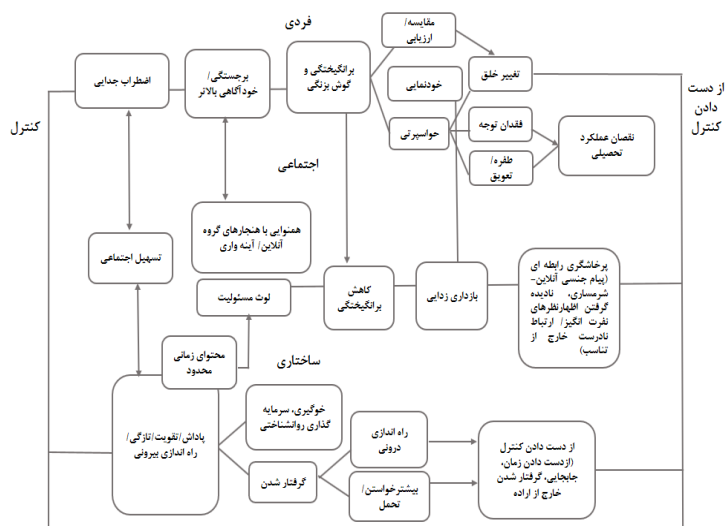 فردی
مقایسه/
ارزیابی
اضطراب جدایی
برجستگی/
خودآگاهی بالاتر
برانگیختگی و
گوش بزنگی
خودنمایی
تغییر خلق
از دست
دادن
کنترل
کنترل
حواسپرتی
فقدان توجه
نقصان عملکرد
تحصیلی
طفره/
تعویق
اجتماعی
همنوایی با هنجارهای گروه
آنلاین/ آینه واری
تسهیل اجتماعی
لوث مسئولیت
کاهش
برانگیختگی
بازداری زدایی
پرخاشگری رابطه ای
(پیام جنسی آنلاین-
شرمساری، نادیده
گرفتن اظهارنظرهای
نفرت انگیز/ ارتباط
نادرست خارج از
تناسب)
ساختاری
محتوای زمانی
محدود
پاداش/تقویت/تازگی/
راه اندازی بیرونی
خوگیری، سرمایه
گذاری روانشناختی
گرفتار شدن
راه اندازی
درونی
بیشترخواستن/
تحمل
از دست دادن کنترل
(ازدست دادن زمان،
جابجایی، گرفتار شدن
خارج از اراده